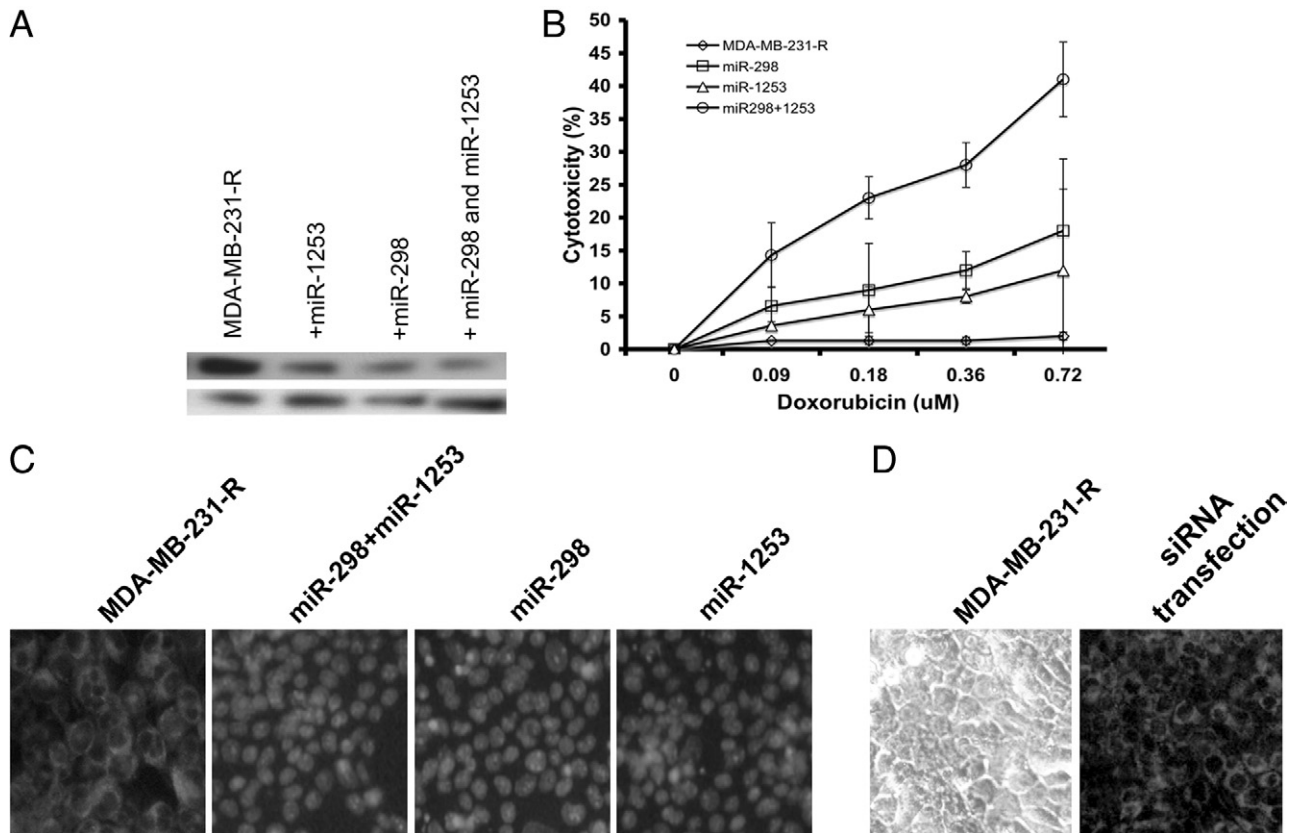 A
MDA-MB-231-R
+miR-1253
+miR-298
+ miR-298 and miR-1253
B
50
45
40
35
30
25
20
15
10
5
0
Cytotoxicity (%)
MDA-MB-231-R
miR-298
miR-1253
miR298+1253
0 0.09 0.18 0.36 0.72
Doxorubicin (uM)
C
MDA-MB-231-R
miR-298+miR-1253
miR-298
miR-1253
D
MDA-MB-231-R
siRNA
transfection